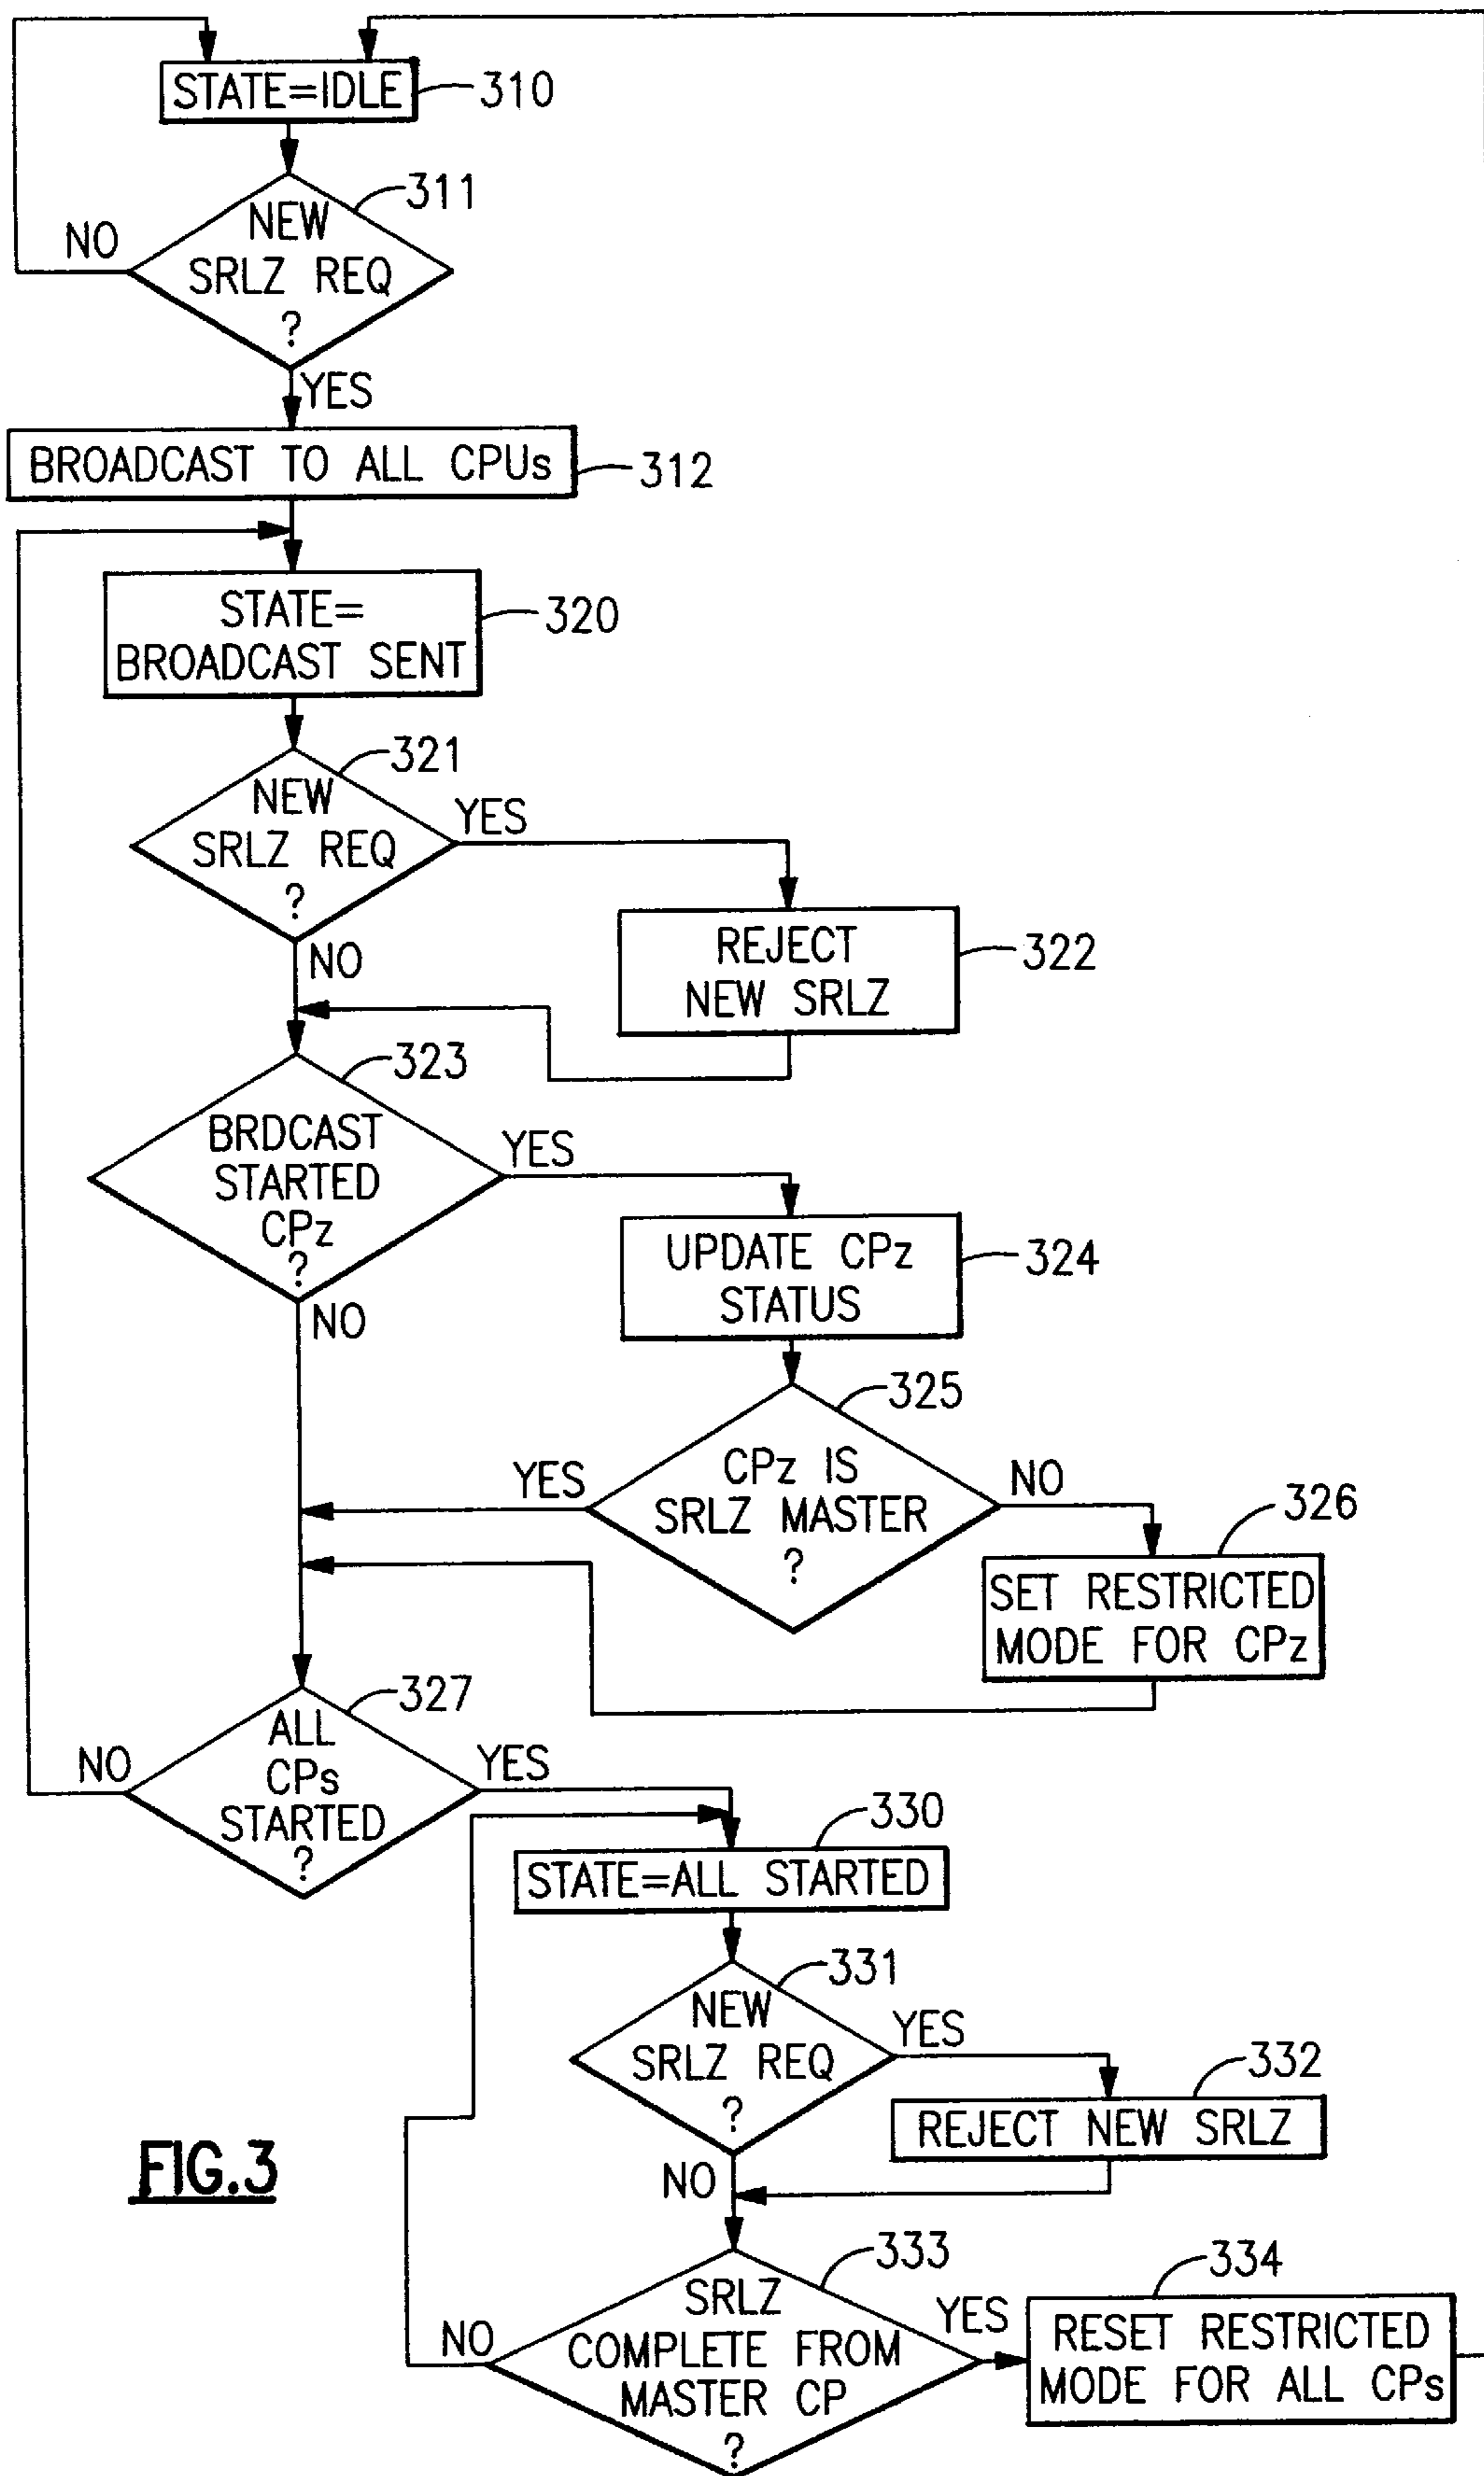 STATE=IDLE
310
311
NEW
SRLZ REQ
?
NO
YES
BROADCAST TO ALL CPUs
312
STATE=
BROADCAST SENT
320
321
NEW
SRLZ REQ
?
YES
NO
REJECT
NEW SRLZ
322
323
BRDCAST
STARTED
CPz
?
YES
NO
UPDATE CPz
STATUS
324
325
CPz IS
SRLZ MASTER
?
YES
NO
326
SET RESTRICTED
MODE FOR CPz
327
ALL
CPs
STARTED
?
NO
YES
330
STATE=ALL STARTED
331
NEW
SRLZ REQ
?
YES
NO
332
REJECT NEW SRLZ
333
SRLZ
COMPLETE FROM
MASTER CP
?
NO
YES
334
RESET RESTRICTED
MODE FOR ALL CPs
FIG.3